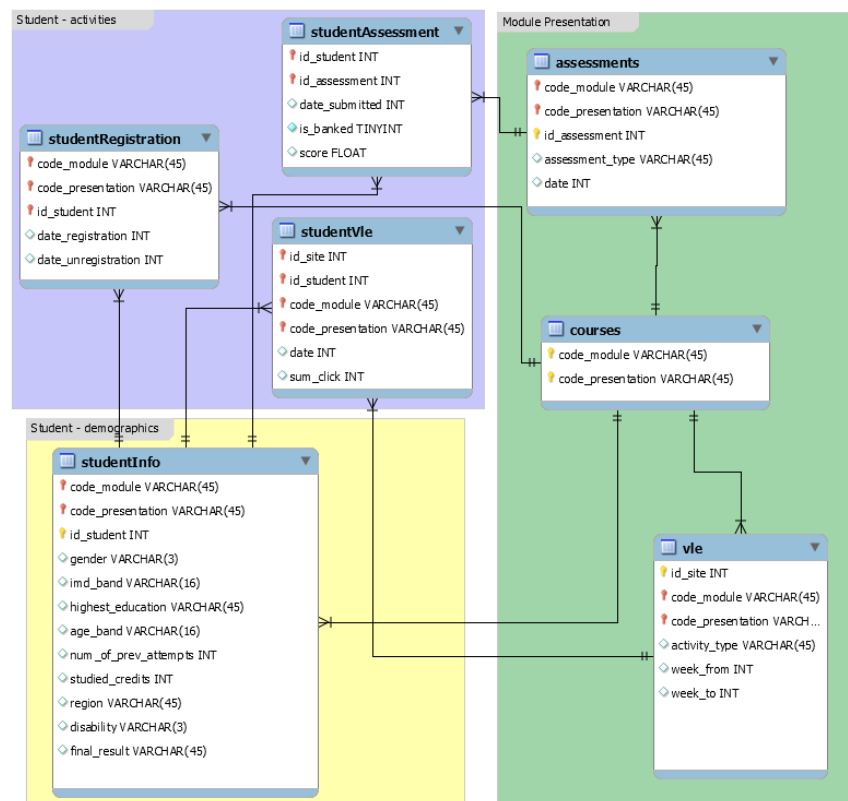 Student - activities
studentAssessment
id_student INT
id_assessment INT
date_submitted INT
is_banked TINYINT
score FLOAT
studentRegistration
code_module VARCHAR(45)
code_presentation VARCHAR(45)
id_student INT
date_registration INT
date_unregistration INT
studentVle
id_site INT
id_student INT
code_module VARCHAR(45)
code_presentation VARCHAR(45)
date INT
sum_click INT
Student - demographics
studentInfo
code_module VARCHAR(45)
code_presentation VARCHAR(45)
id_student INT
gender VARCHAR(3)
imd_band VARCHAR(16)
highest_education VARCHAR(45)
age_band VARCHAR(16)
num_of_prev_attempts INT
studied_credits INT
region VARCHAR(45)
disability VARCHAR(3)
final_result VARCHAR(45)
Module Presentation
assessments
code_module VARCHAR(45)
code_presentation VARCHAR(45)
id_assessment INT
assessment_type VARCHAR(45)
date INT
courses
code_module VARCHAR(45)
code_presentation VARCHAR(45)
vle
id_site INT
code_module VARCHAR(45)
code_presentation VARCH...
activity_type VARCHAR(45)
week_from INT
week_to INT